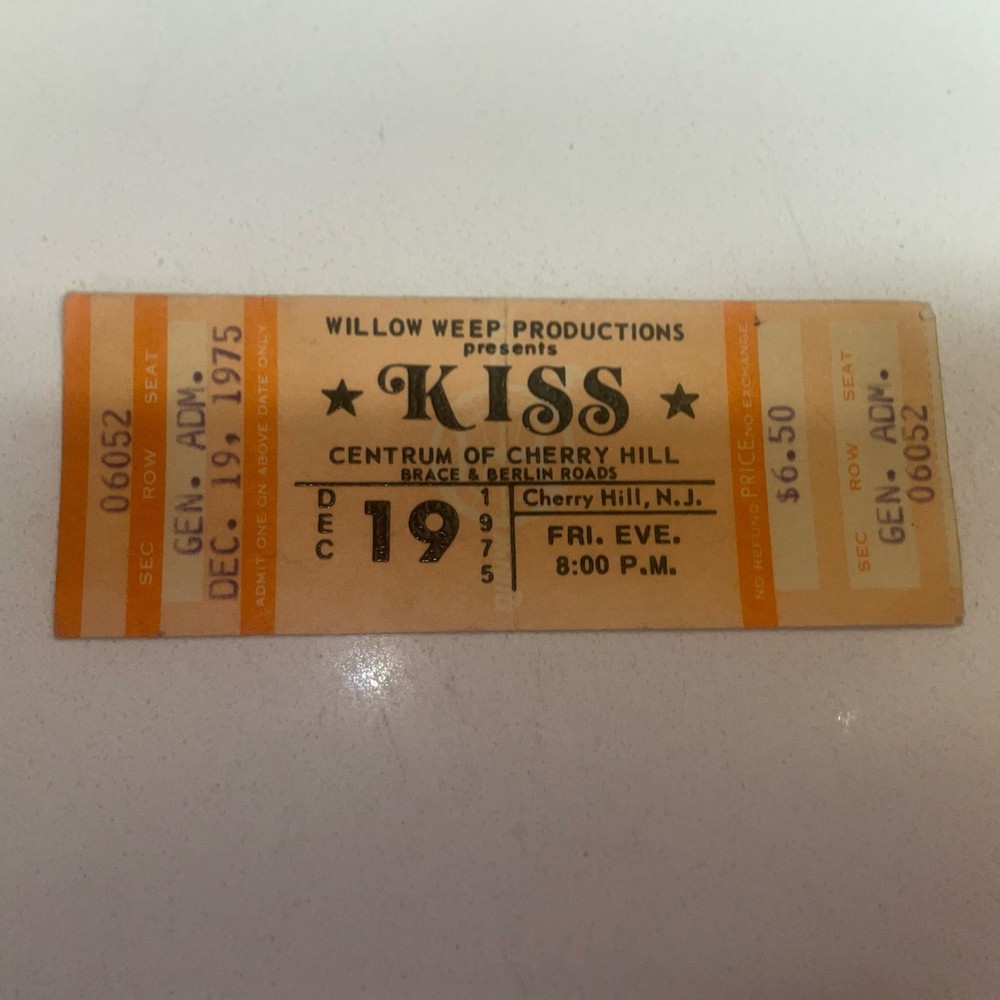 06052
SEC ROW SEAT
GEN. ADM.
DEC. 19, 1975
ADMIT ONE ON ABOVE DATE ONLY
WILLOW WEEP PRODUCTIONS
presents
★ KISS ★
CENTRUM OF CHERRY HILL
BRACE & BERLIN ROADS
DEC 19 1975
Cherry Hill, N.J.
FRI. EVE.
8:00 P.M.
NO REFUND PRICE NO EXCHANGE
$6.50
SEC ROW SEAT
GEN. ADM.
06052